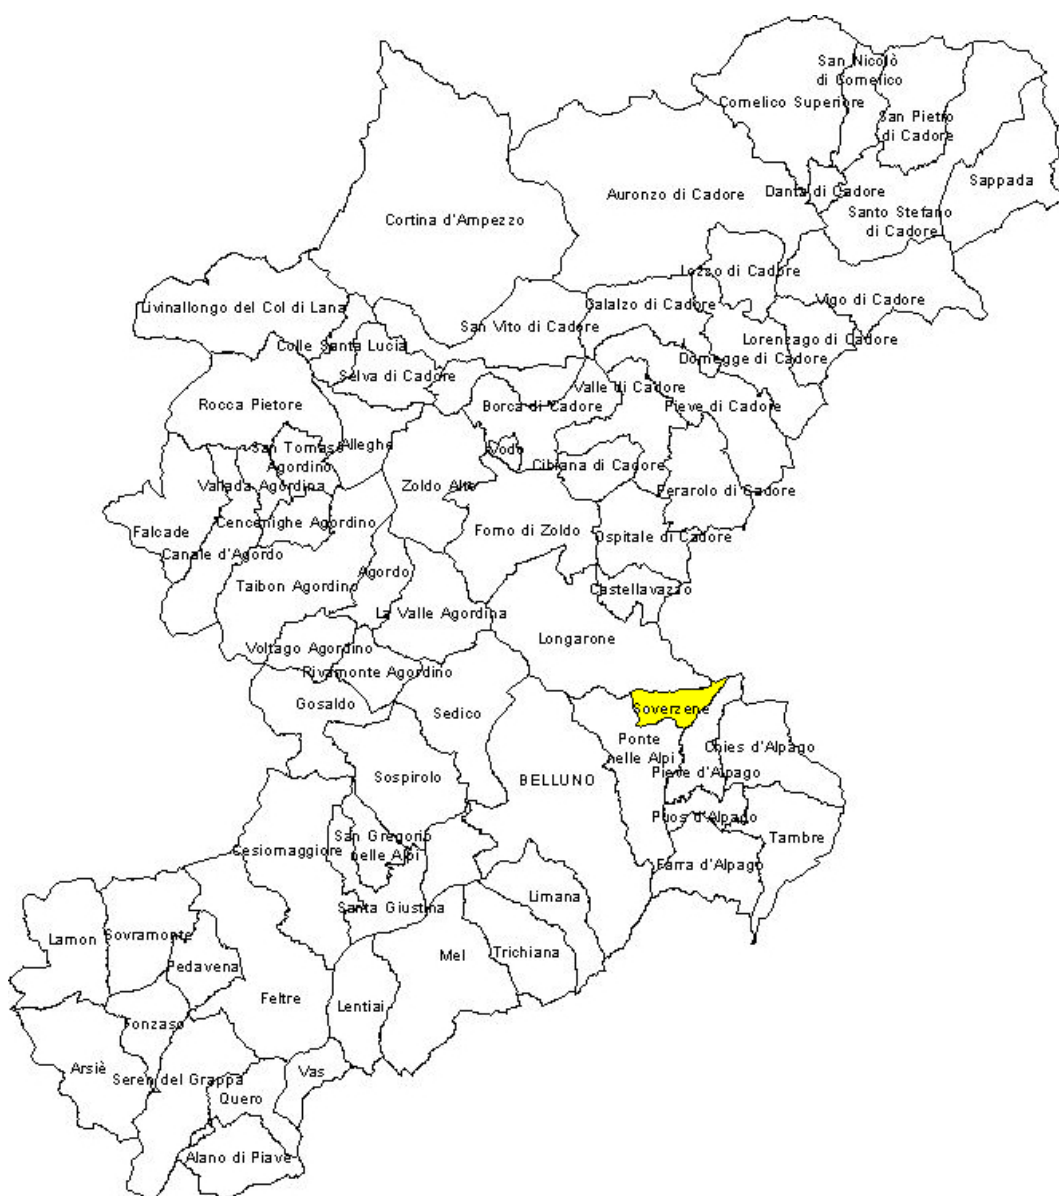 San Nicolò
di Comelico
Comelico Superiore
San Pietro
di Cadore
Sappada
Danta di Cadore
Auronzo di Cadore
Santo Stefano
di Cadore
Cortina d'Ampezzo
Lozzo di Cadore
Vigo di Cadore
Livinallongo del Col di Lana
Calalzo di Cadore
San Vito di Cadore
Lorenzago di Cadore
Colle Santa Lucia
Domegge di Cadore
Selva di Cadore
Valle di Cadore
Rocca Pietore
Borca di Cadore
Pieve di Cadore
San Tomaso
Agordino
Alleghe
Vodo
Cibiana di Cadore
Vallada Agordina
Zoldo Alto
Perarolo di Cadore
Cencenighe Agordino
Falcade
Forno di Zoldo
Ospitale di Cadore
Canale d'Agordo
Agordo
Taibon Agordino
Castellavazzo
La Valle Agordina
Longarone
Voltago Agordino
Rivamonte Agordino
Gosaldo
Sedico
Soverzene
Ponte
nelle Alpi
Chies d'Alpago
Pieve d'Alpago
Sospirolo
BELLUNO
Puos d'Alpago
Tambre
San Gregorio
nelle Alpi
Cesiomaggiore
Farra d'Alpago
Limana
Santa Giustina
Lamon
Sovramonte
Mel
Trichiana
Pedavena
Feltre
Lentiai
Fonzaso
Arsiè
Seren del Grappa
Vas
Quero
Alano di Piave